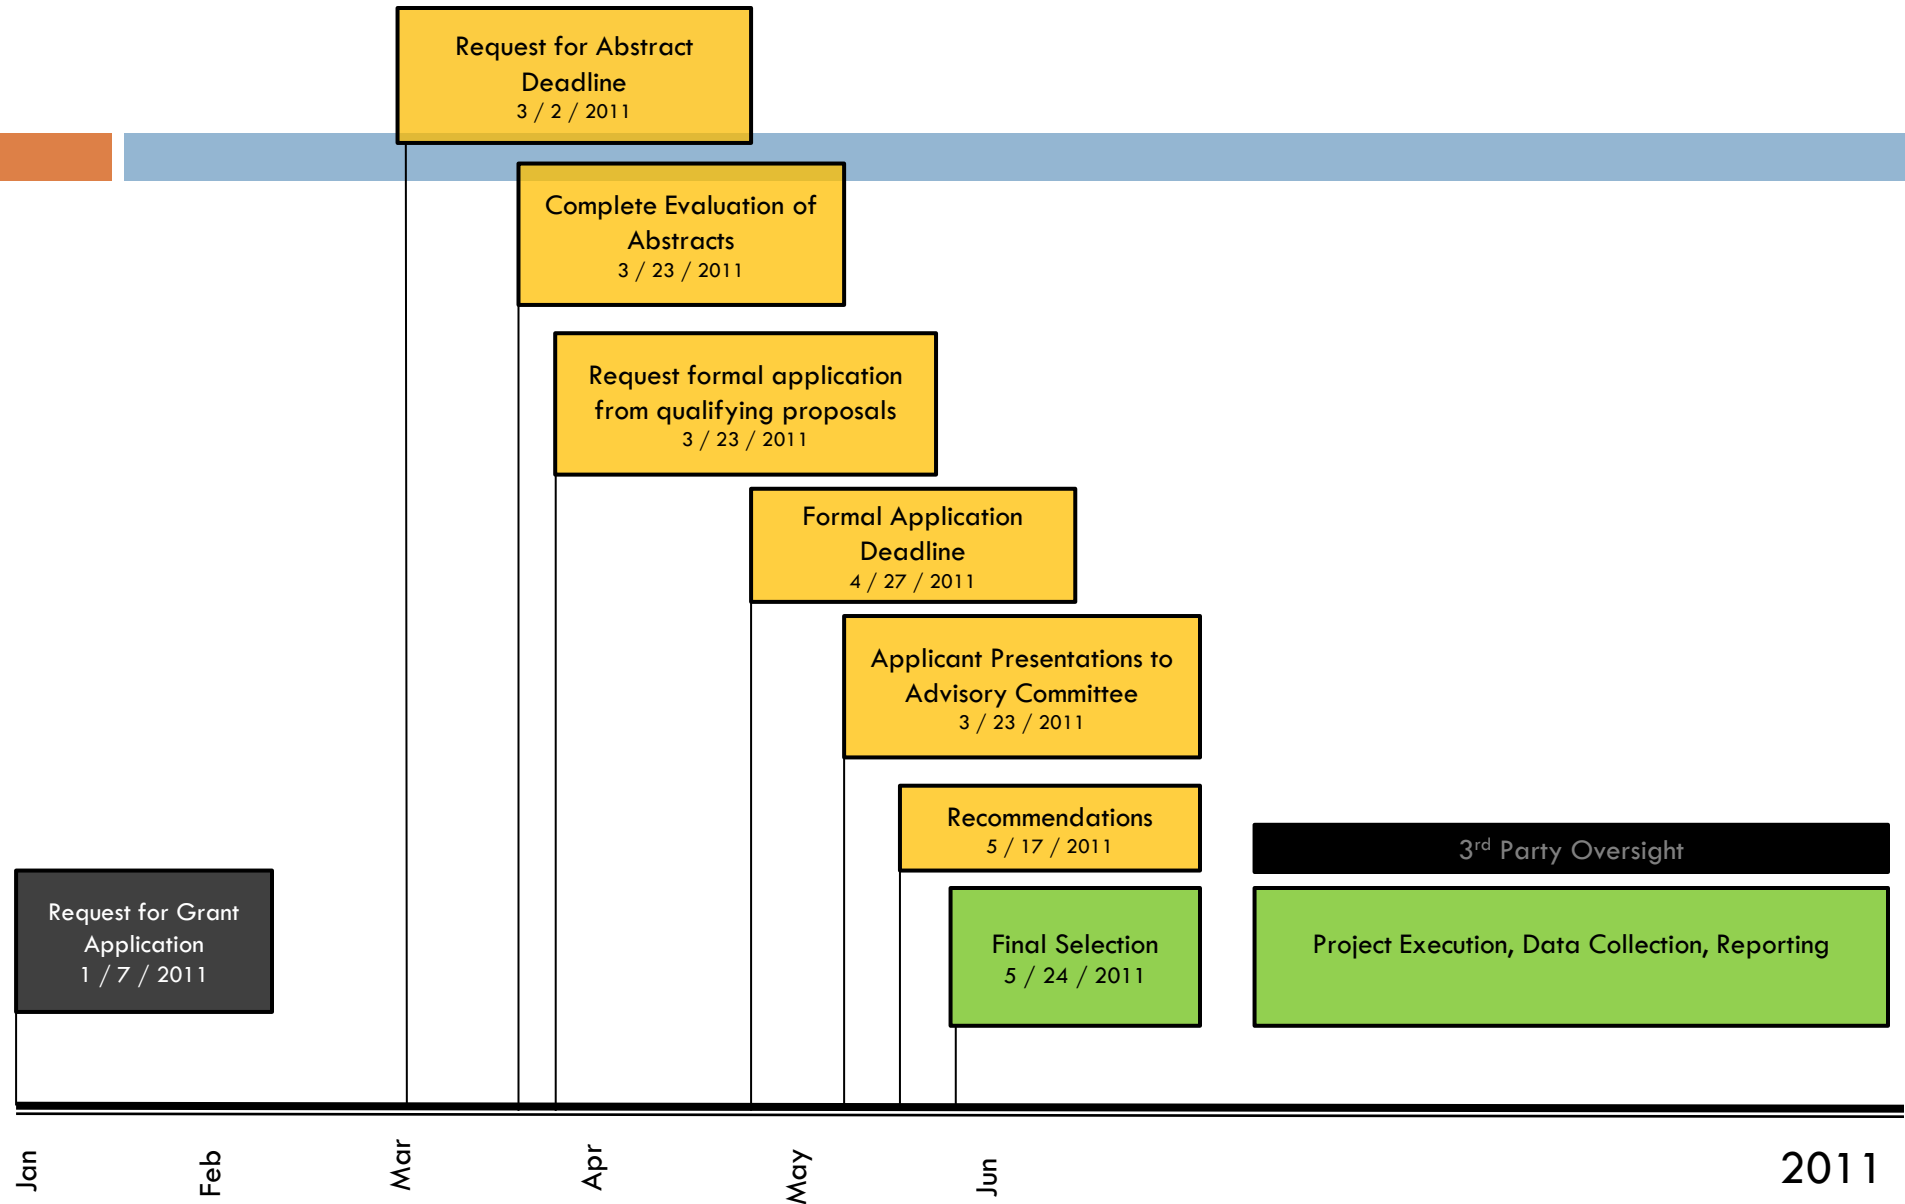 Request for Abstract
Deadline
3 / 2 / 2011
Complete Evaluation of
Abstracts
3 / 23 / 2011
Request formal application
from qualifying proposals
3 / 23 / 2011
Formal Application
Deadline
4 / 27 / 2011
Applicant Presentations to
Advisory Committee
3 / 23 / 2011
Recommendations
5 / 17 / 2011
3rd Party Oversight
Request for Grant
Application
1 / 7 / 2011
Final Selection
5 / 24 / 2011
Project Execution, Data Collection, Reporting
Jan
Feb
Mar
Apr
May
Jun
2011